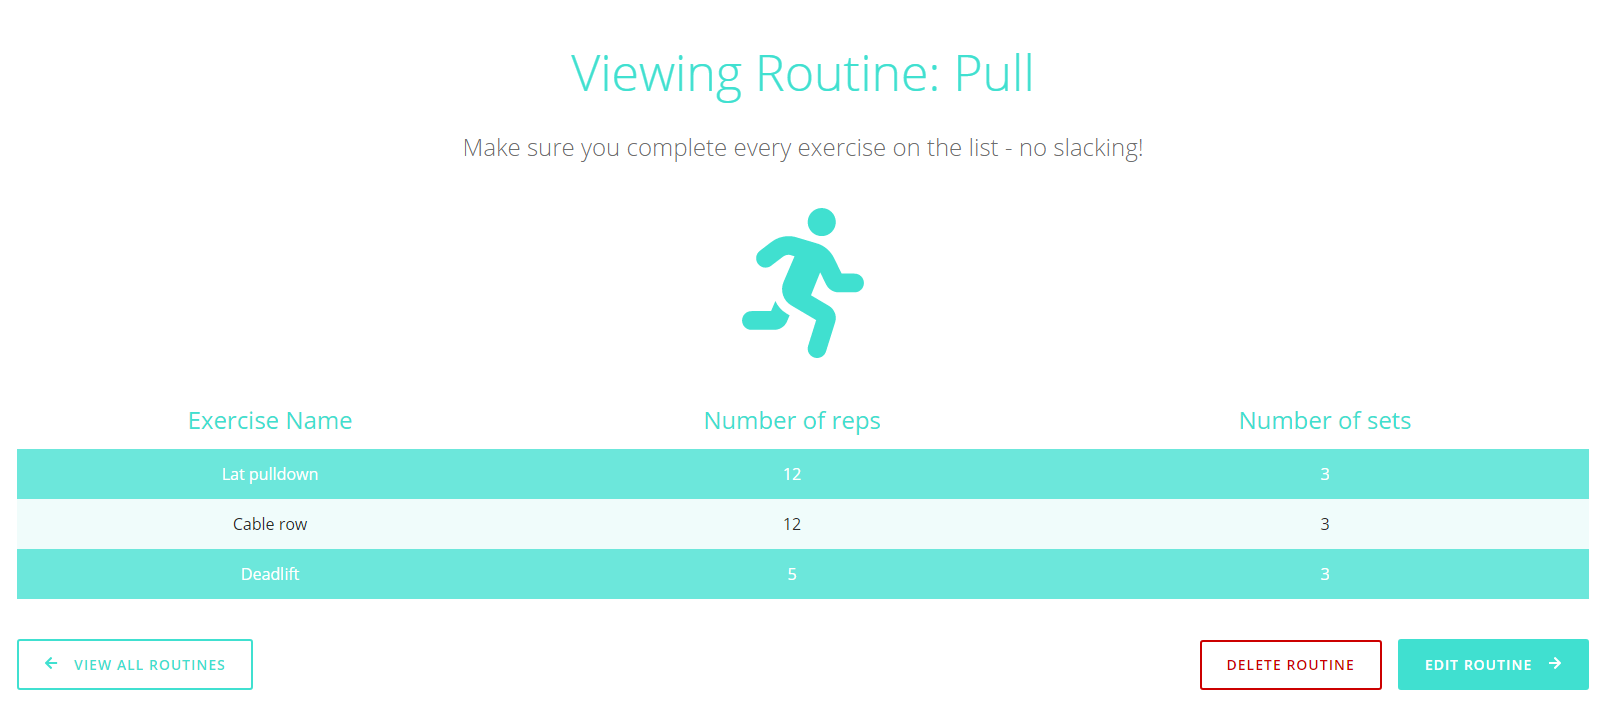 Viewing Routine: Pull
Make sure you complete every exercise on the list - no slacking!
Exercise Name Number of reps Number of sets
Lat pulldown 12 3
Cable row 12 3
Deadlift 5 3
VIEW ALL ROUTINES DELETE ROUTINE EDIT ROUTINE